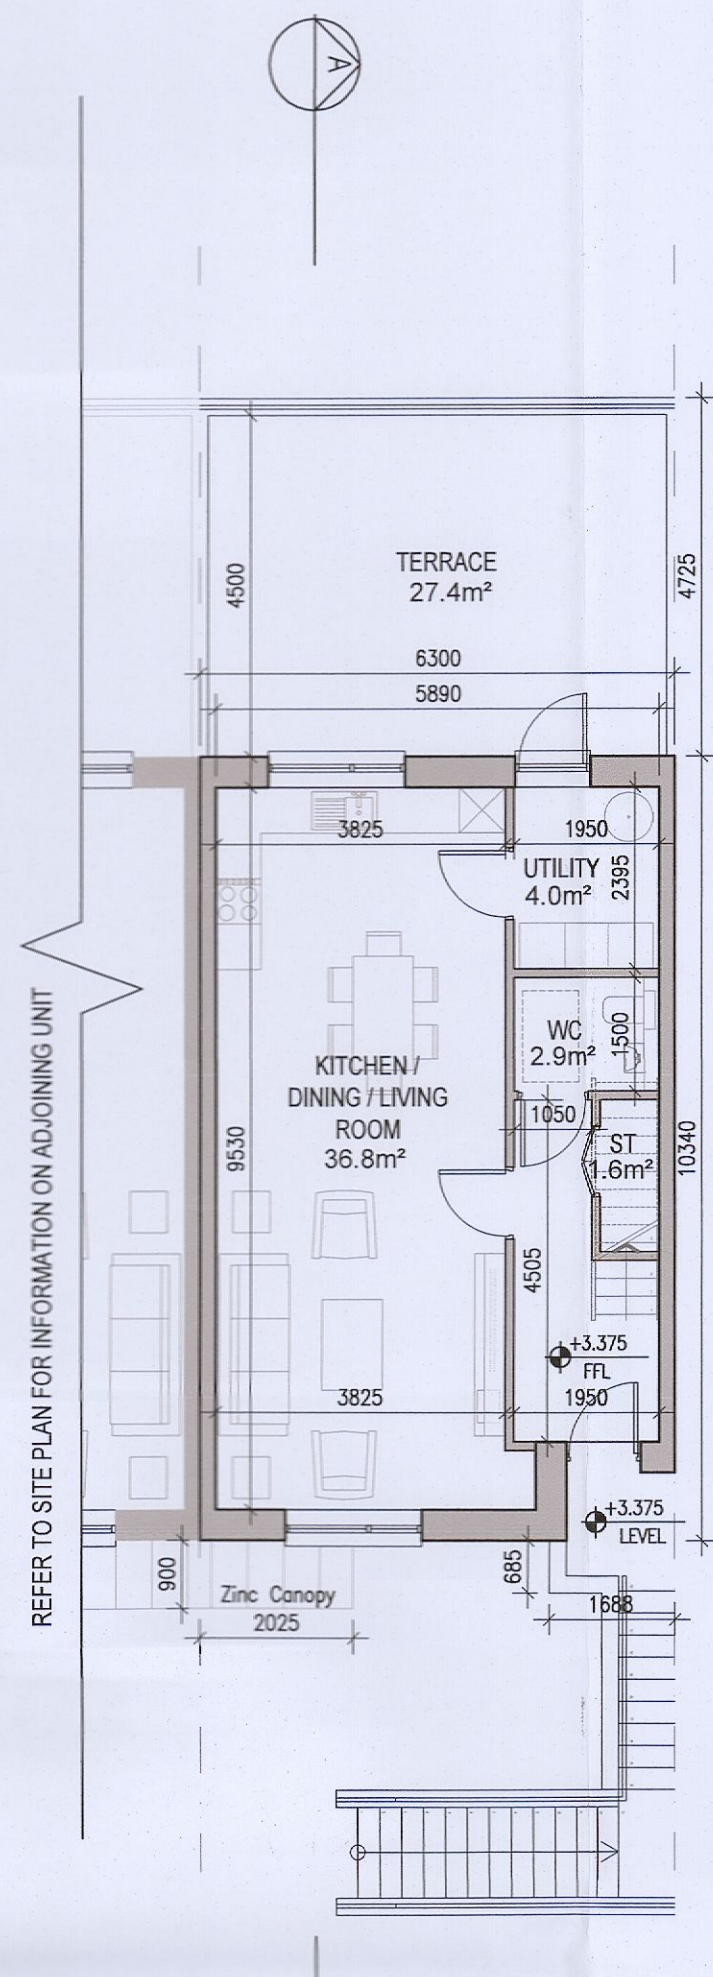 A
TERRACE
27.4m²
4500
4725
6300
5890
3825
1950
UTILITY
4.0m²
2395
WC
2.9m²
1500
KITCHEN /
DINING / LIVING
ROOM
36.8m²
1050
ST
1.6m²
9530
10340
4505
+3.375
FFL
3825
1950
+3.375
LEVEL
900
685
Zinc Canopy
2025
1688
REFER TO SITE PLAN FOR INFORMATION ON ADJOINING UNIT